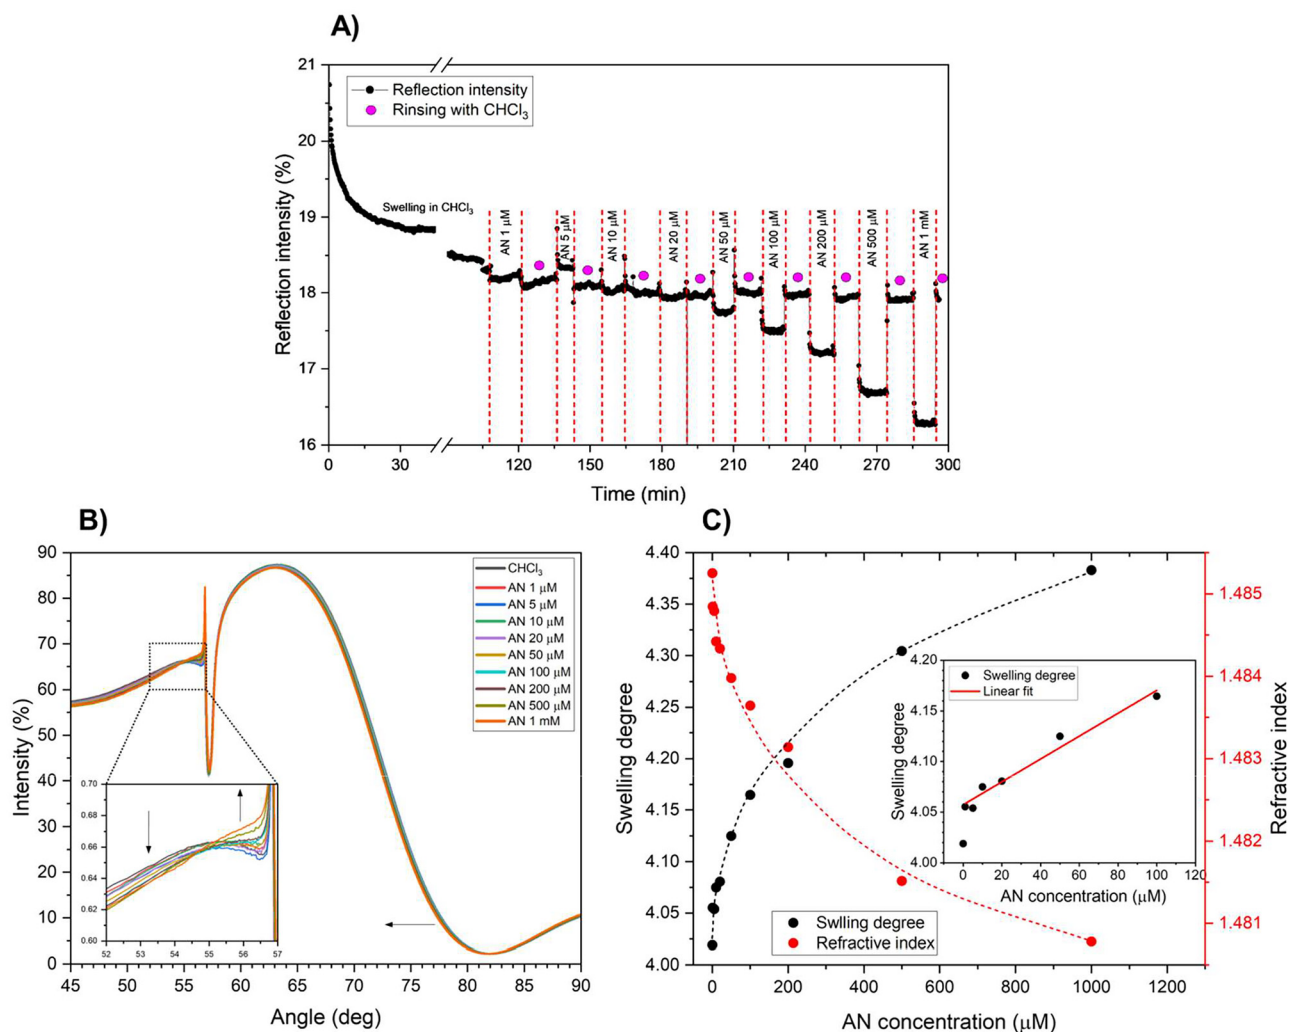 A)
21
20
19
18
17
16
Reflection intensity (%)
Reflection intensity
Rinsing with CHCl3
Swelling in CHCl3
AN 1 μM
AN 5 μM
AN 10 μM
AN 20 μM
AN 50 μM
AN 100 μM
AN 200 μM
AN 500 μM
AN 1 mM
0 30 120 150 180 210 240 270 300
Time (min)
B)
90
80
70
60
50
40
30
20
10
0
Intensity (%)
CHCl3
AN 1 μM
AN 5 μM
AN 10 μM
AN 20 μM
AN 50 μM
AN 100 μM
AN 200 μM
AN 500 μM
AN 1 mM
0.70
0.68
0.66
0.64
0.62
0.60
52 53 54 55 56 57
45 50 55 60 65 70 75 80 85 90
Angle (deg)
C)
4.40
4.35
4.30
4.25
4.20
4.15
4.10
4.05
4.00
Swelling degree
1.485
1.484
1.483
1.482
1.481
Refractive index
Swelling degree
Linear fit
4.20
4.15
4.10
4.05
4.00
Swelling degree
0 20 40 60 80 100 120
AN concentration (μM)
Swlling degree
Refractive index
0 200 400 600 800 1000 1200
AN concentration (μM)